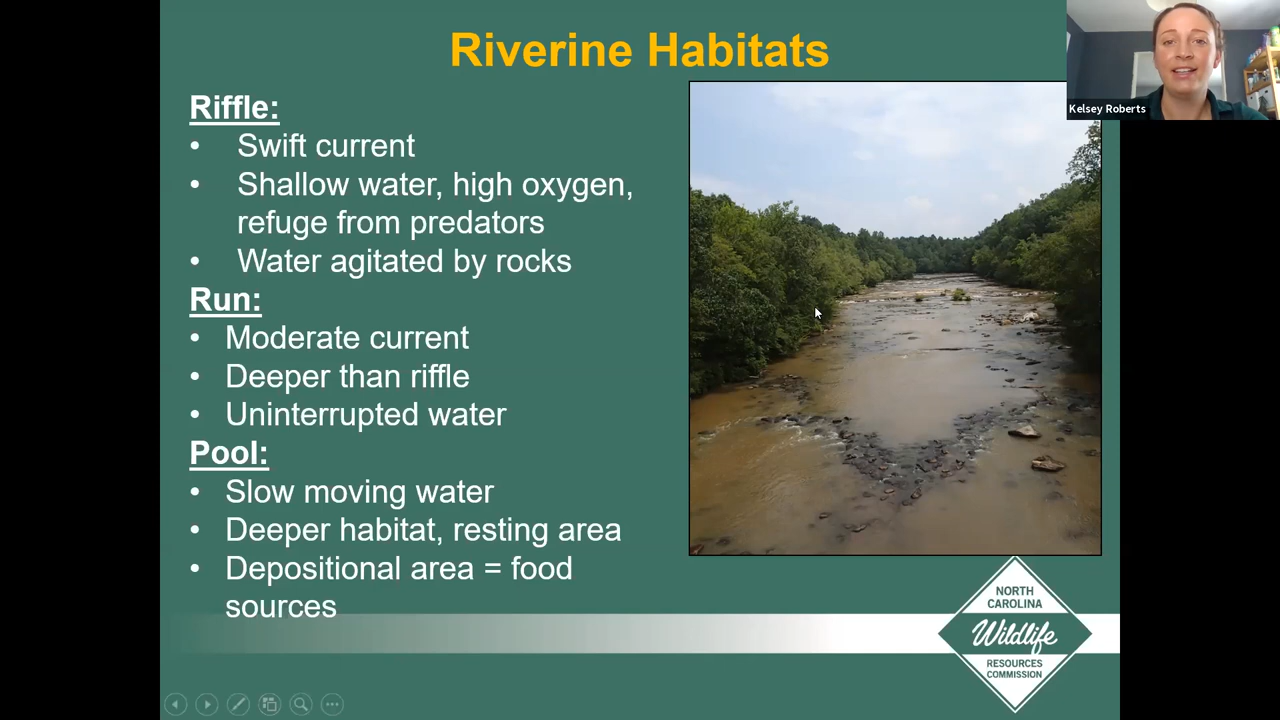 Riverine Habitats
Kelsey Roberts
Riffle:
• Swift current
• Shallow water, high oxygen,
refuge from predators
• Water agitated by rocks
Run:
• Moderate current
• Deeper than riffle
• Uninterrupted water
Pool:
• Slow moving water
• Deeper habitat, resting area
• Depositional area = food
sources
NORTH
CAROLINA
Wildlife
RESOURCES
COMMISSION